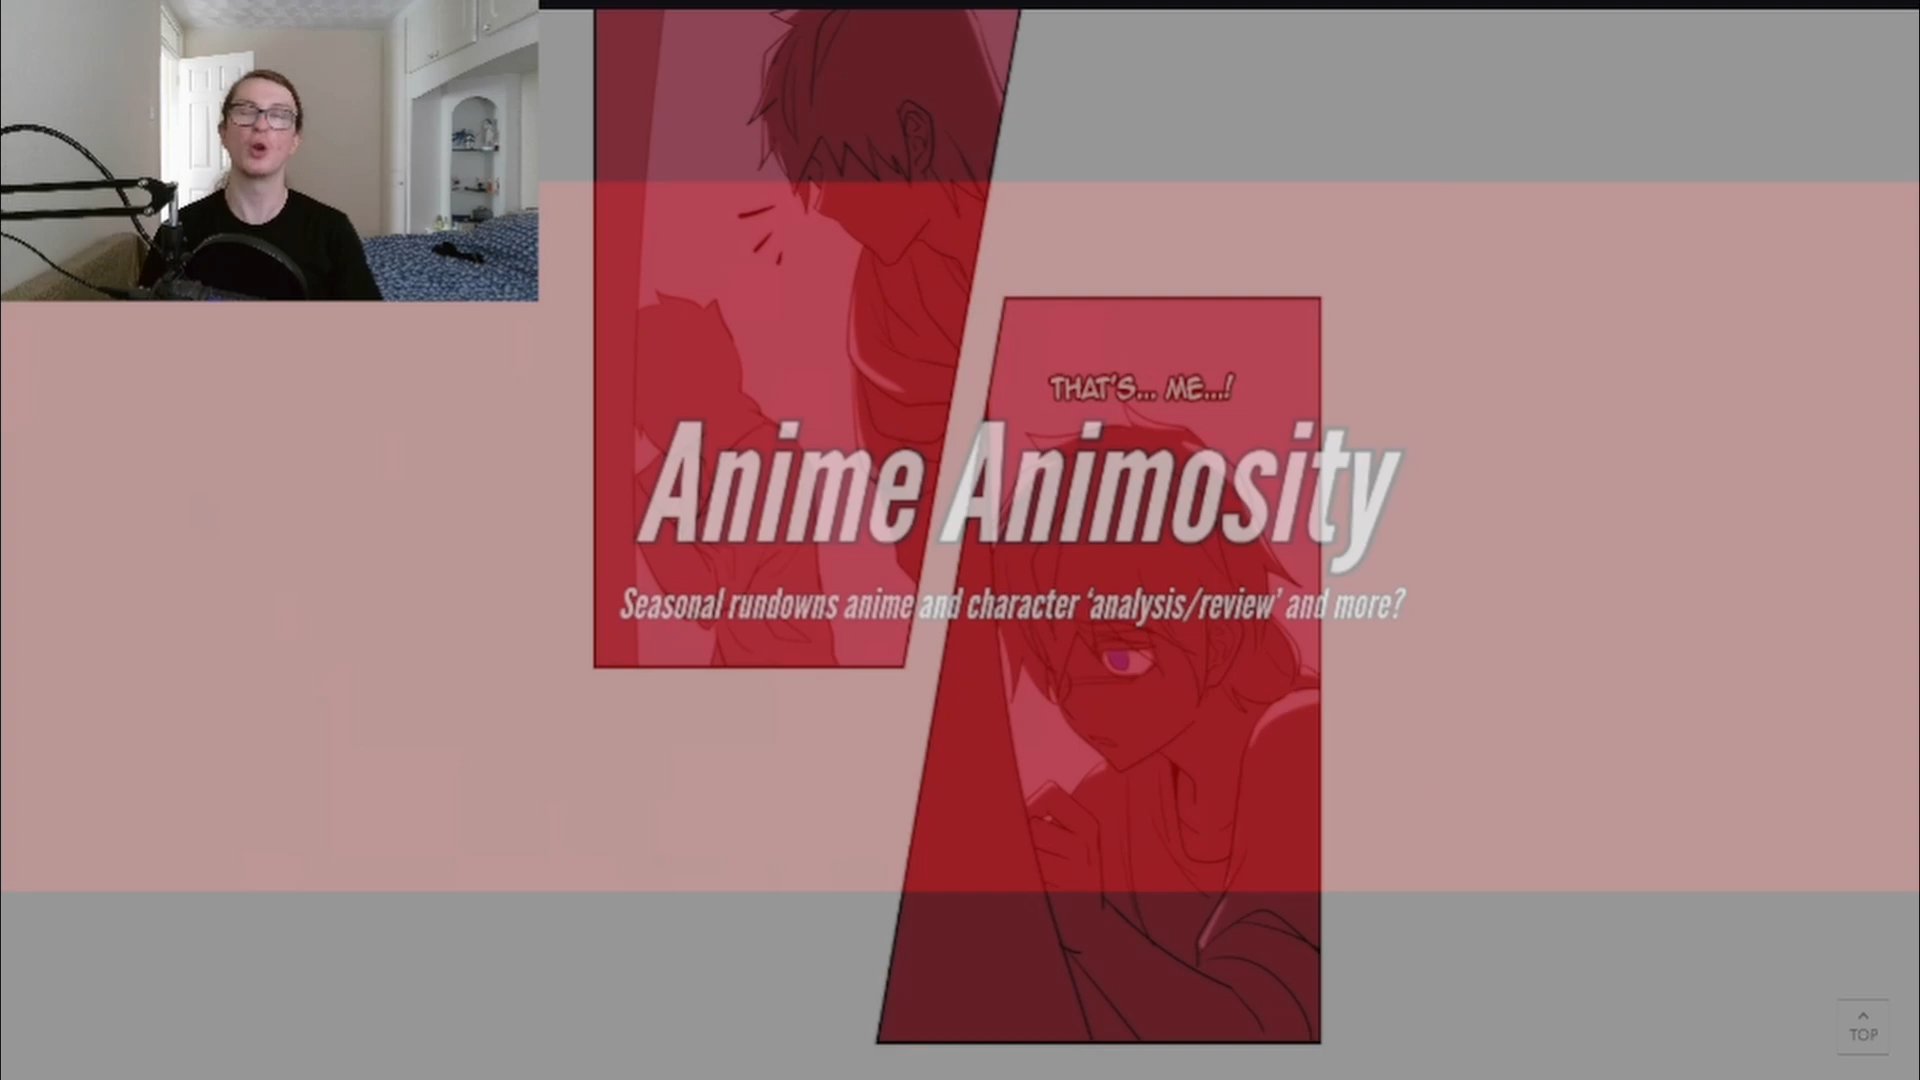 THAT'S... ME...!
Anime Animosity
Seasonal rundowns anime and character ‘analysis/review’ and more?
TOP